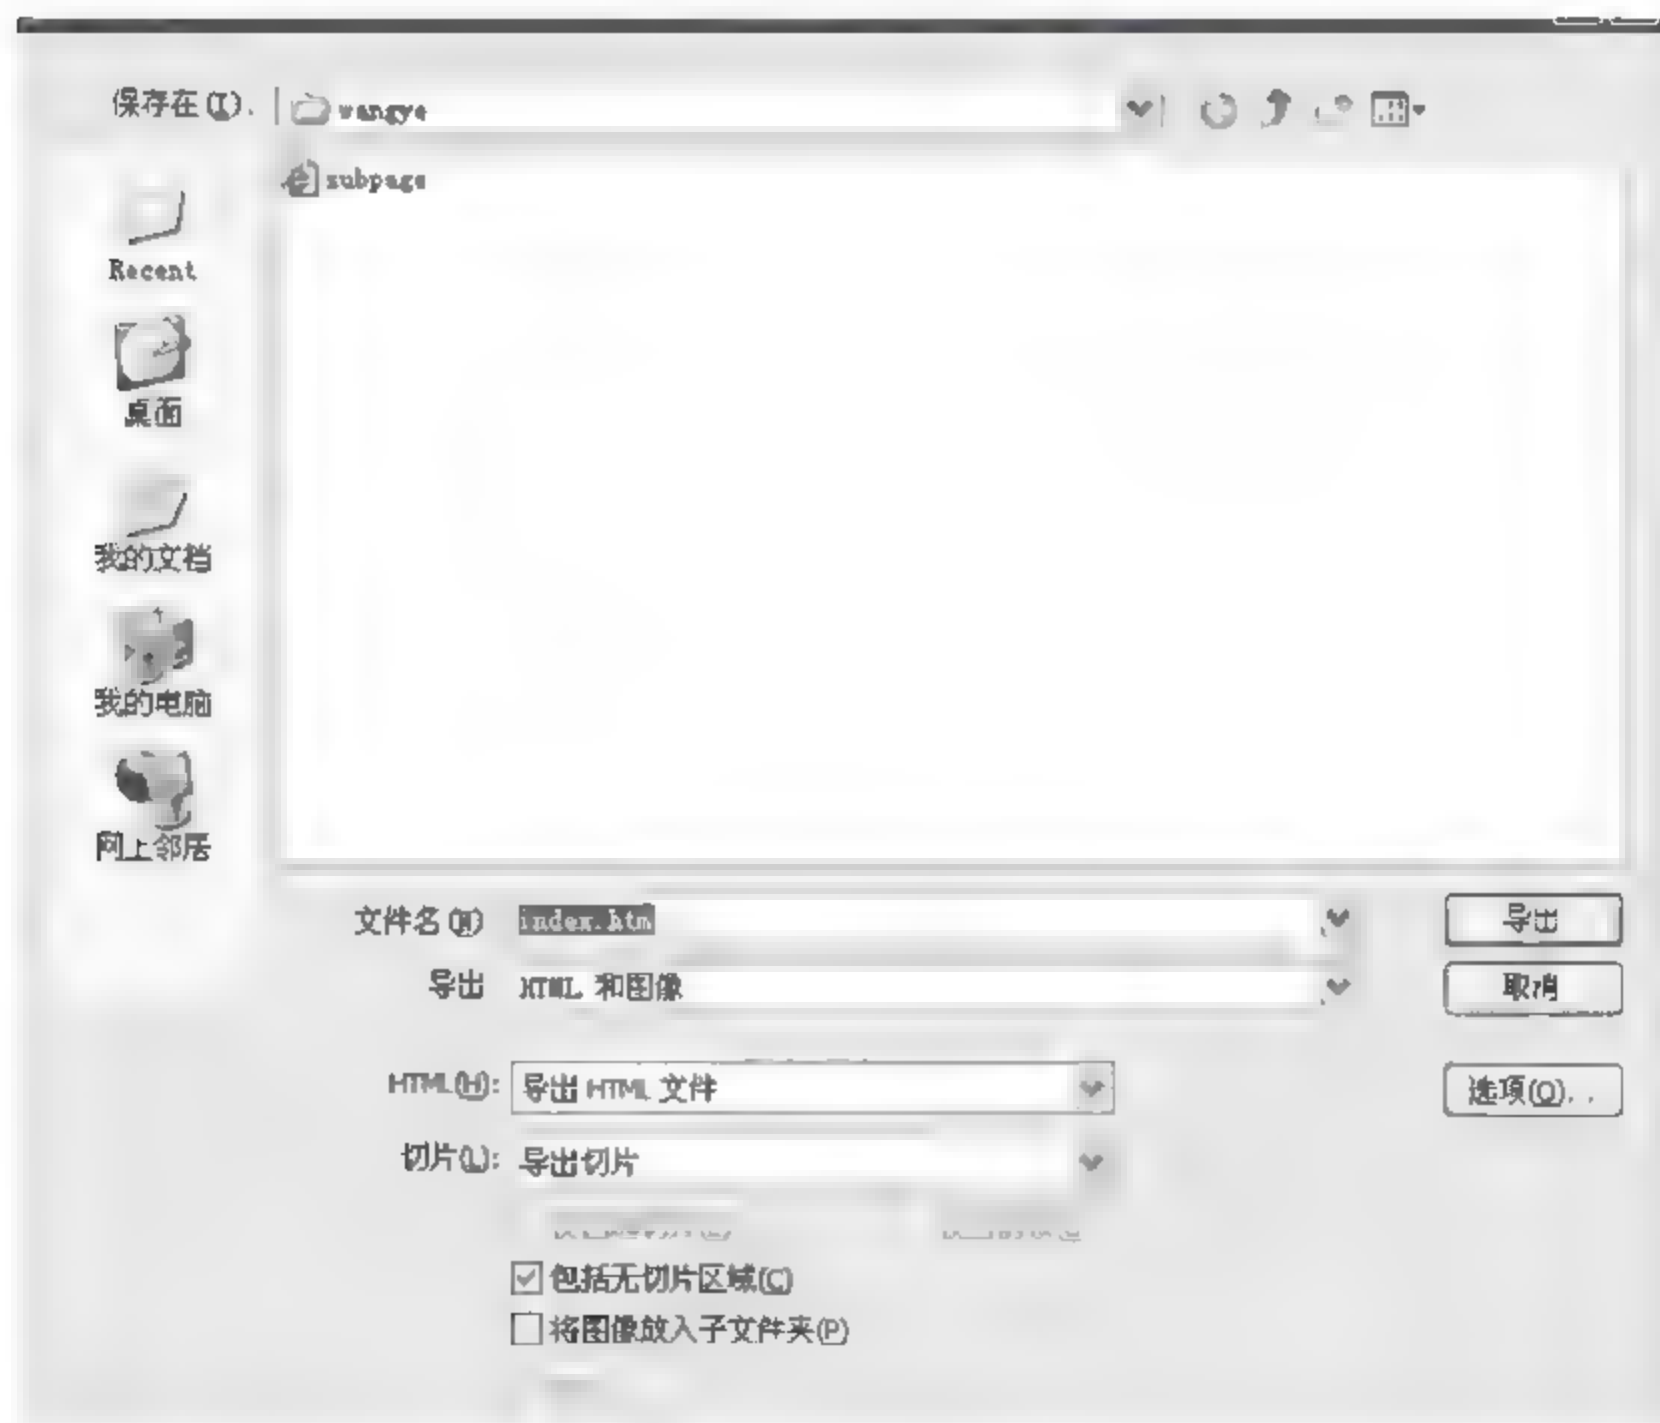 保存在(I): wangye
subpage
Recent
桌面
我的文档
我的电脑
网上邻居
文件名(N) index.htm 导出
导出 HTML 和图像 取消
HTML(H): 导出 HTML 文件 选项(O)..
切片(L): 导出切片
包括无切片区域(C)
将图像放入子文件夹(P)